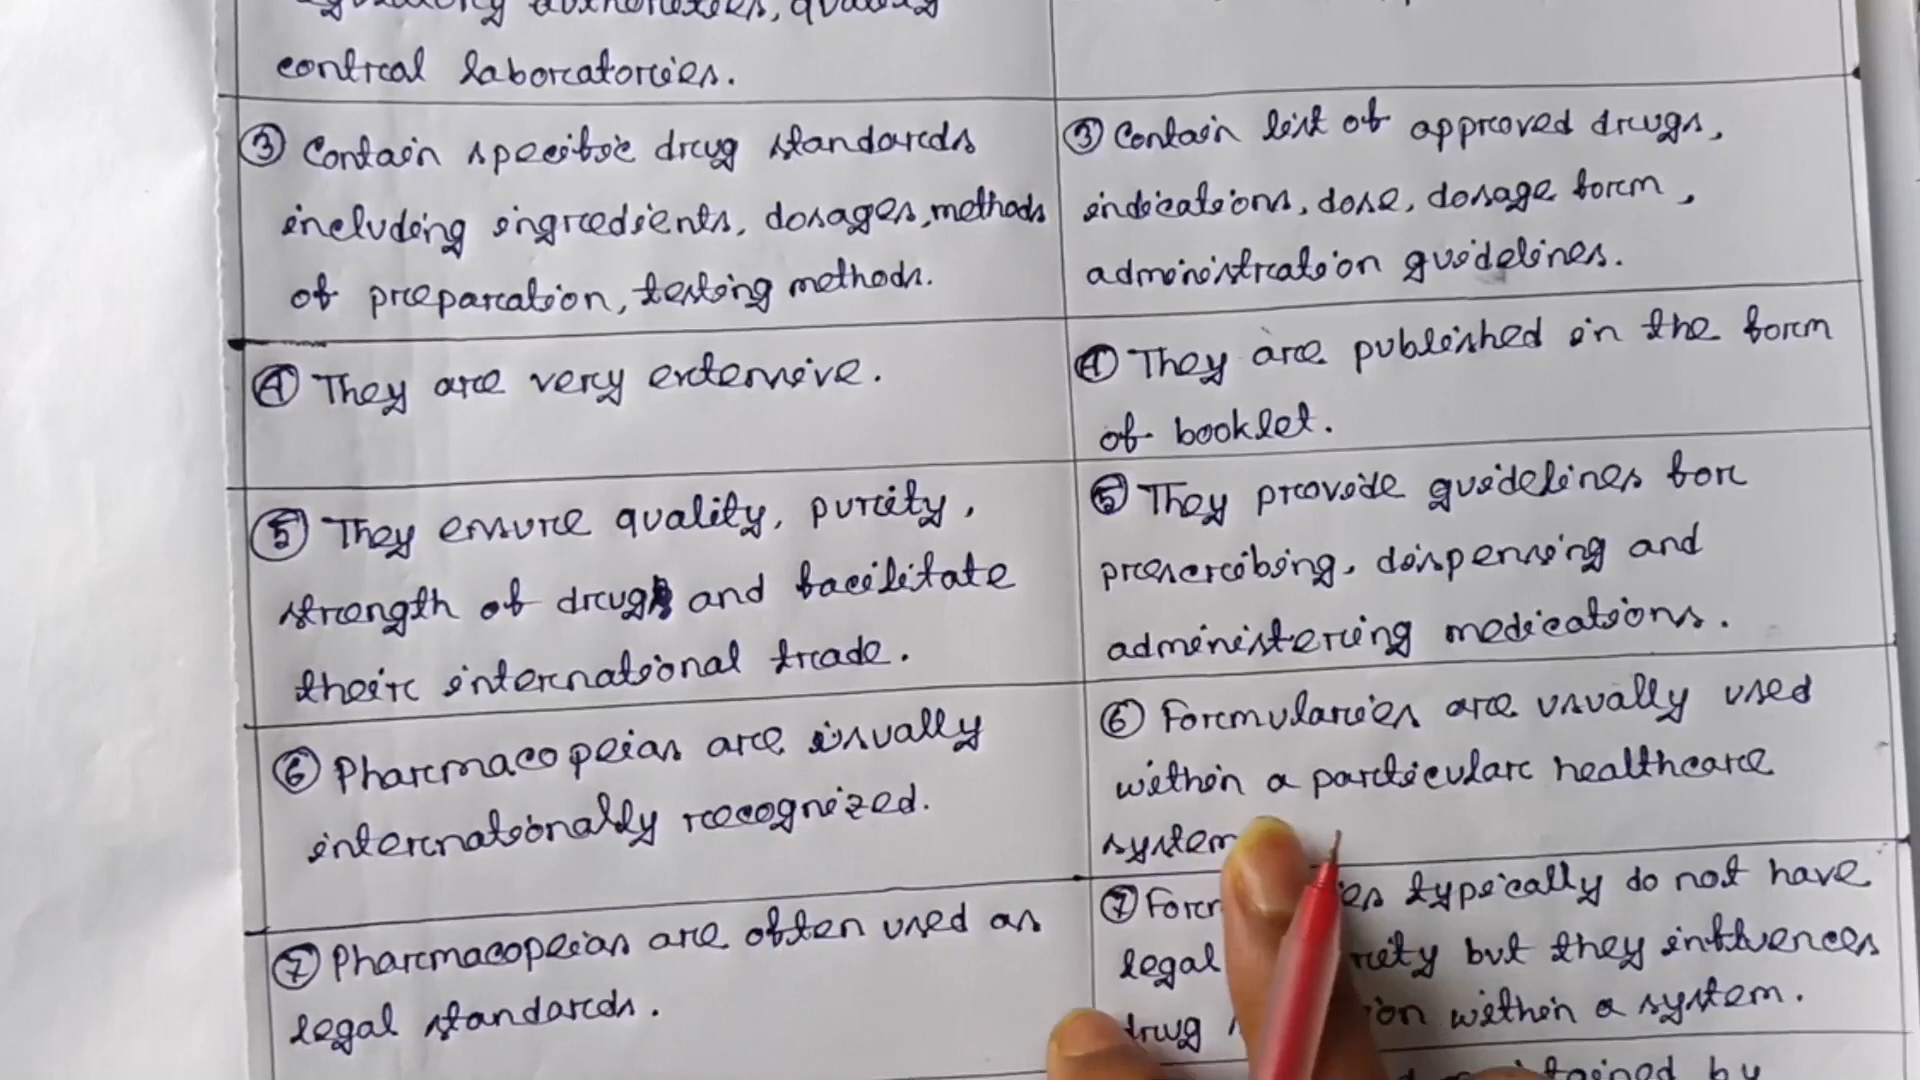 authorities, quality
control laboratories.
③ Contain specific drug standards
including ingredients, dosages, methods
of preparation, testing methods.
④ They are very extensive.
⑤ They ensure quality, purity,
strength of drugs and facilitate
their international trade.
⑥ Pharmacopeias are usually
internationally recognized.
⑦ Pharmacopeias are often used as
legal standards.
③ Contain list of approved drugs,
indications, dose, dosage form,
administration guidelines.
④ They are published in the form
of booklet.
⑤ They provide guidelines for
prescribing, dispensing and
administering medications.
⑥ Formularies are usually used
within a particular healthcare
system
⑦ typically do not have
legal but they influences
drug within a system.
by